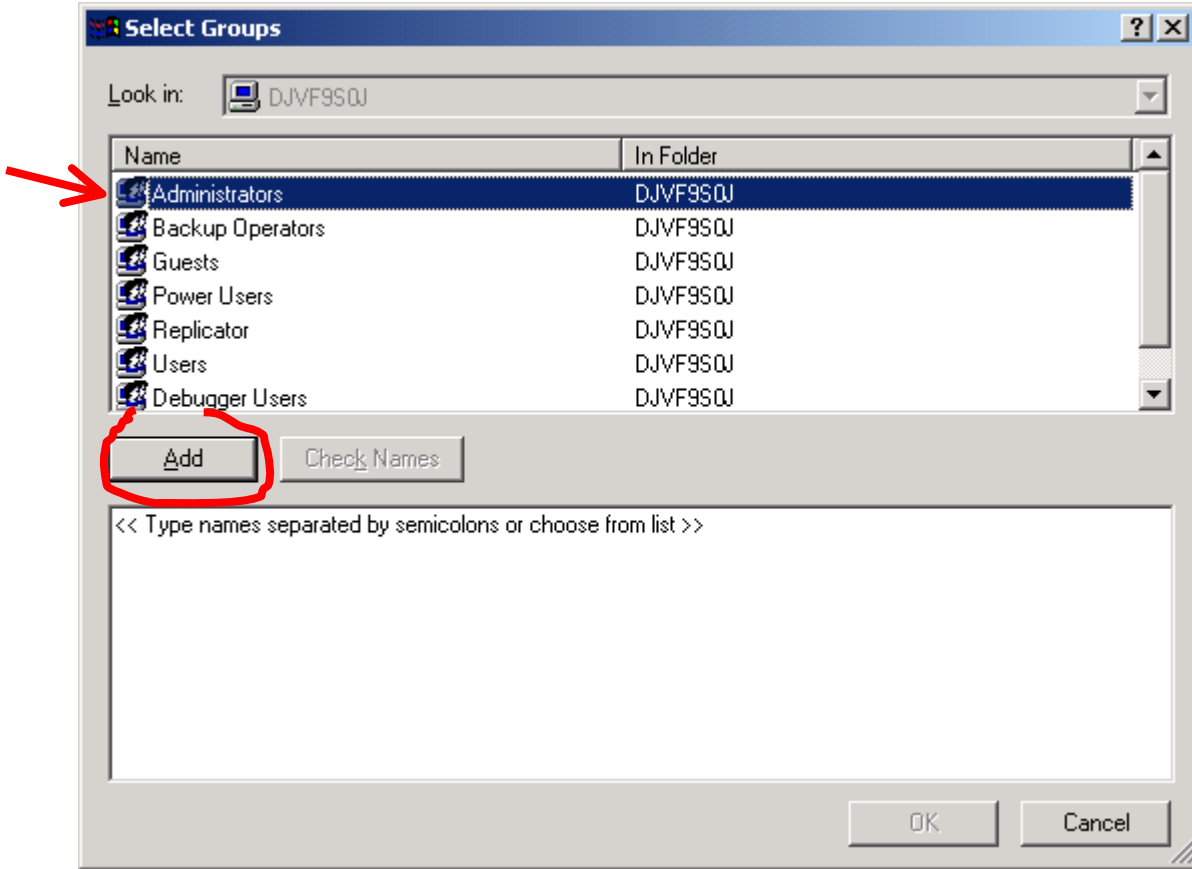 Select Groups
Look in: DJVF9S0J
Name In Folder
Administrators DJVF9S0J
Backup Operators DJVF9S0J
Guests DJVF9S0J
Power Users DJVF9S0J
Replicator DJVF9S0J
Users DJVF9S0J
Debugger Users DJVF9S0J
Add Check Names
<< Type names separated by semicolons or choose from list >>
OK Cancel